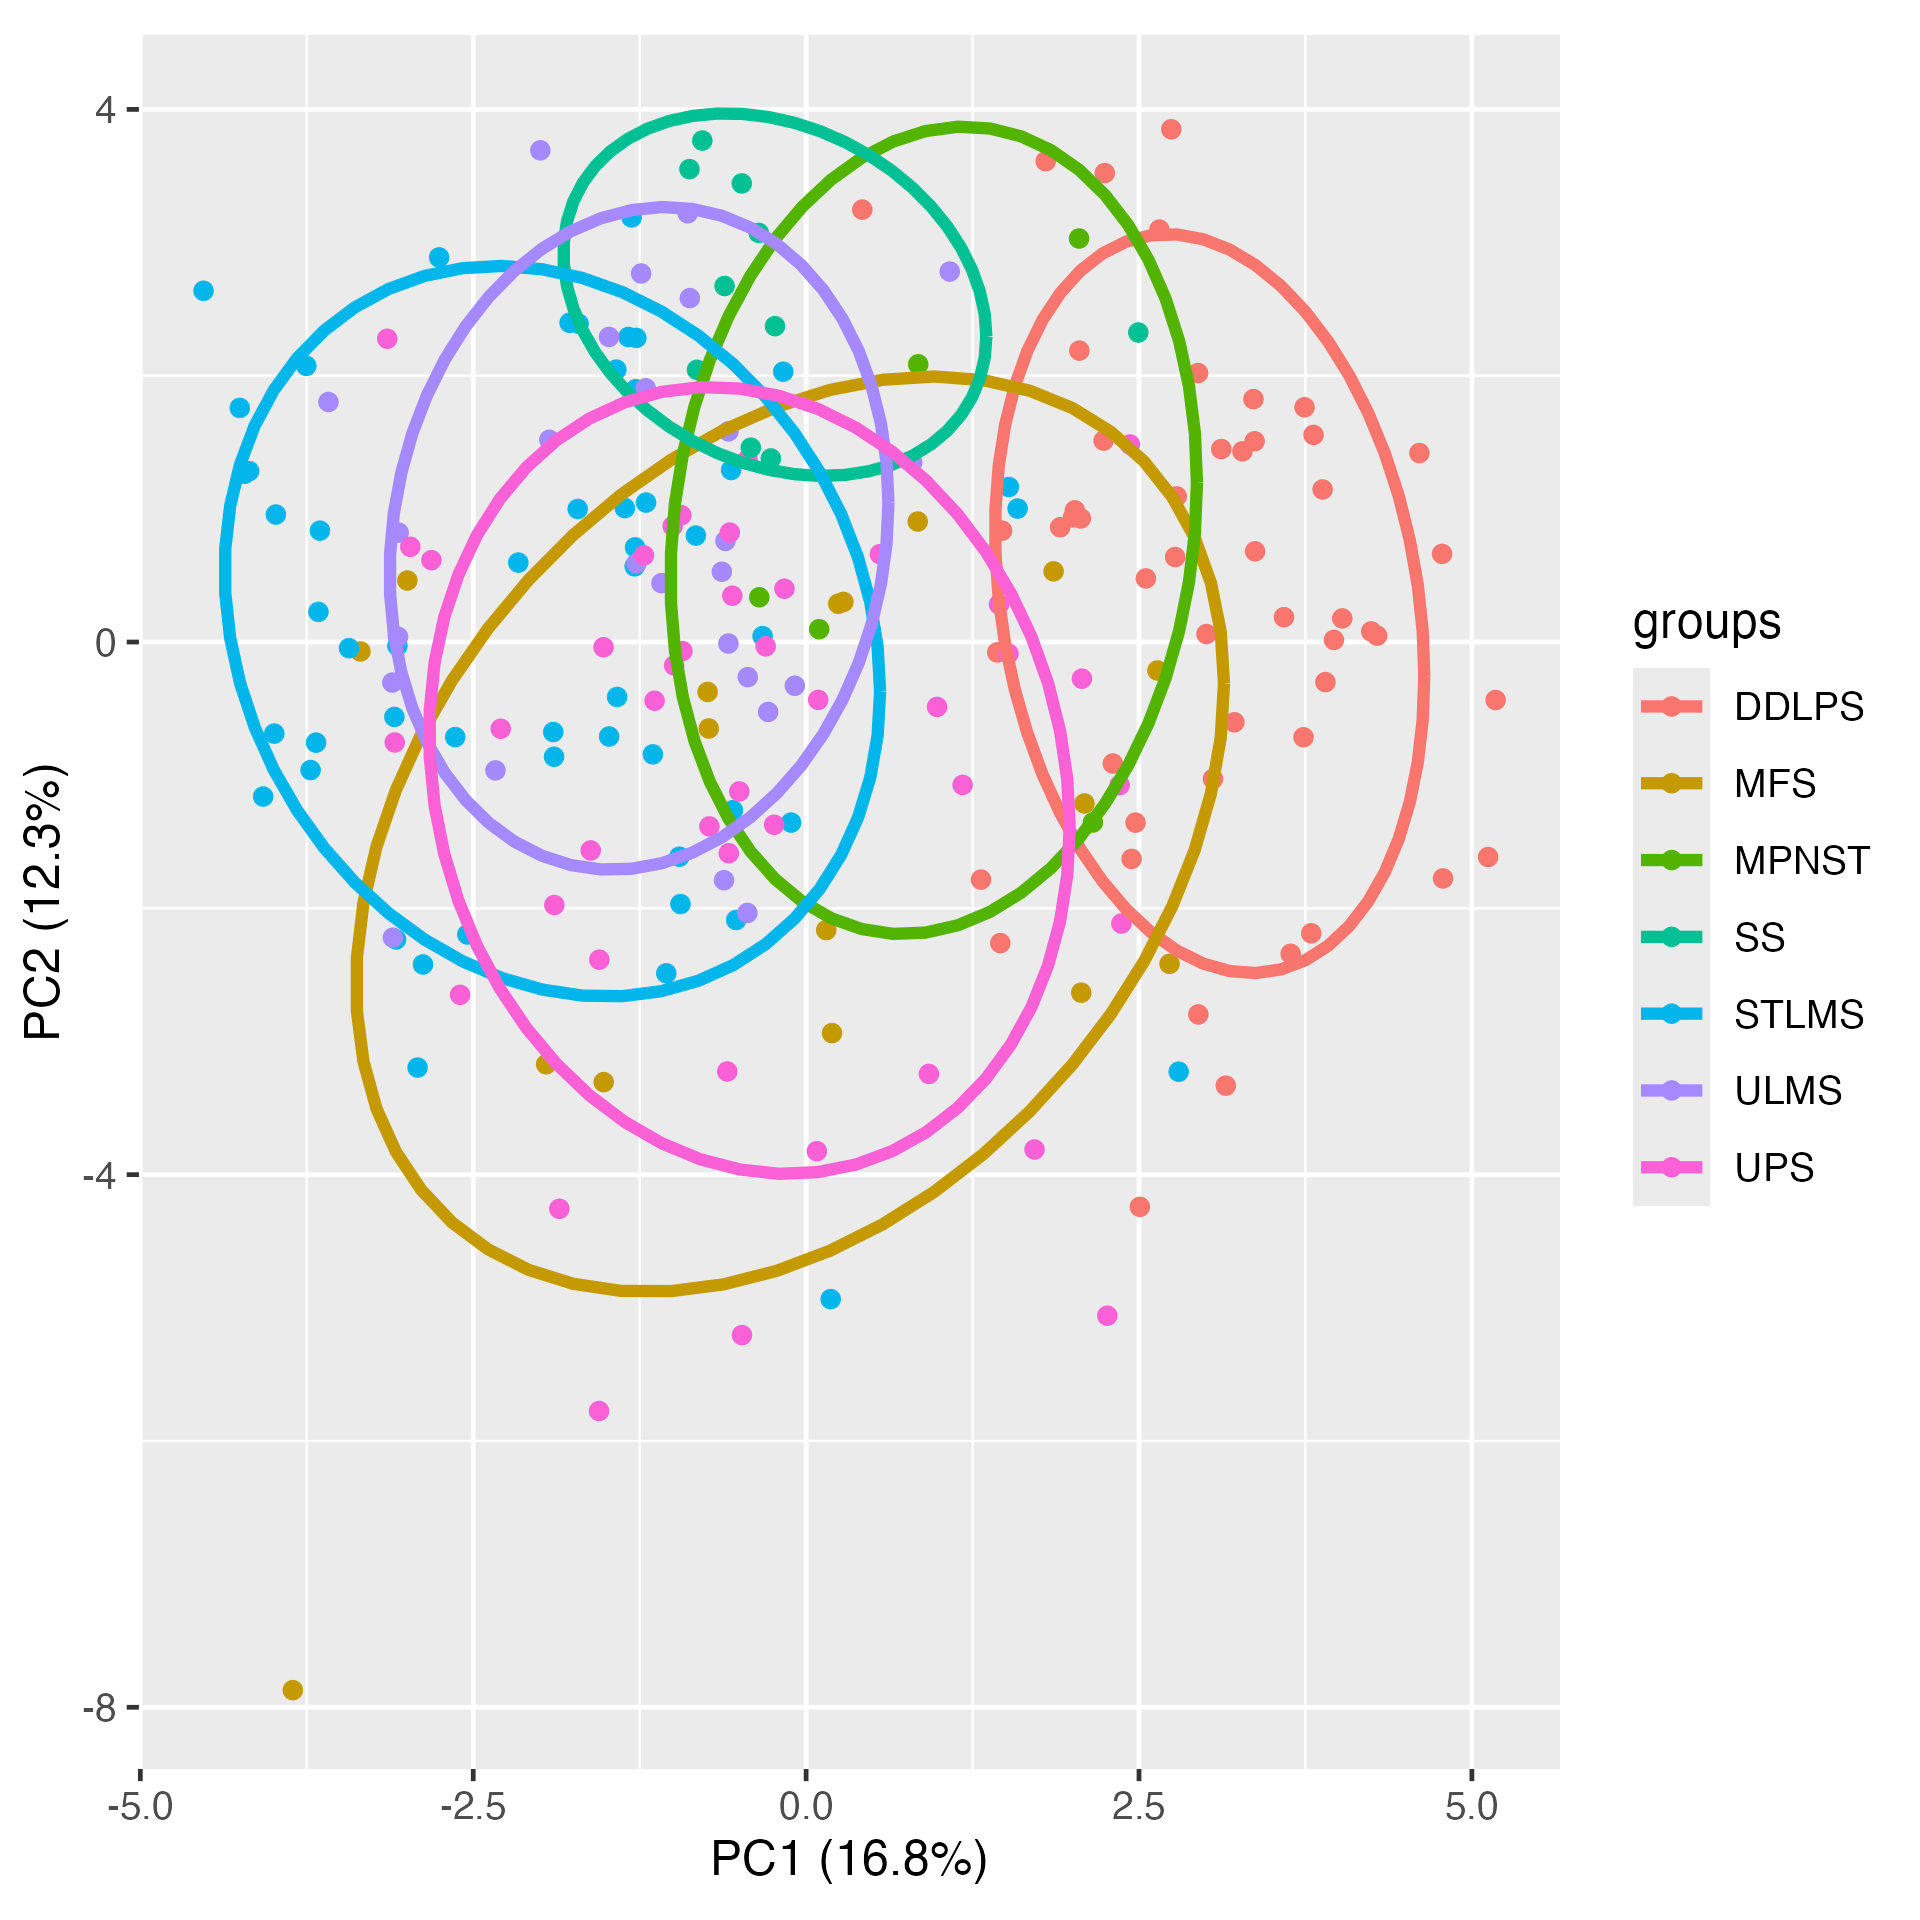 4
0
-4
-8
PC2 (12.3%)
-5.0 -2.5 0.0 2.5 5.0
PC1 (16.8%)
groups
DDLPS
MFS
MPNST
SS
STLMS
ULMS
UPS